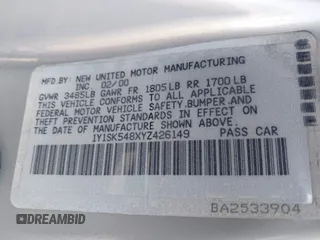 MFD.BY: NEW UNITED MOTOR MANUFACTURING
INC. 02/00
GVWR 3485LB GAWR FR 1805LB RR 1700LB
THIS VEHICLE CONFORMS TO ALL APPLICABLE
FEDERAL MOTOR VEHICLE SAFETY,BUMPER,AND
THEFT PREVENTION STANDARDS IN EFFECT ON
THE DATE OF MANUFACTURE SHOWN ABOVE.
1Y1SK548XYZ426149 PASS CAR
BA2533904
AUTOBIDMASTER